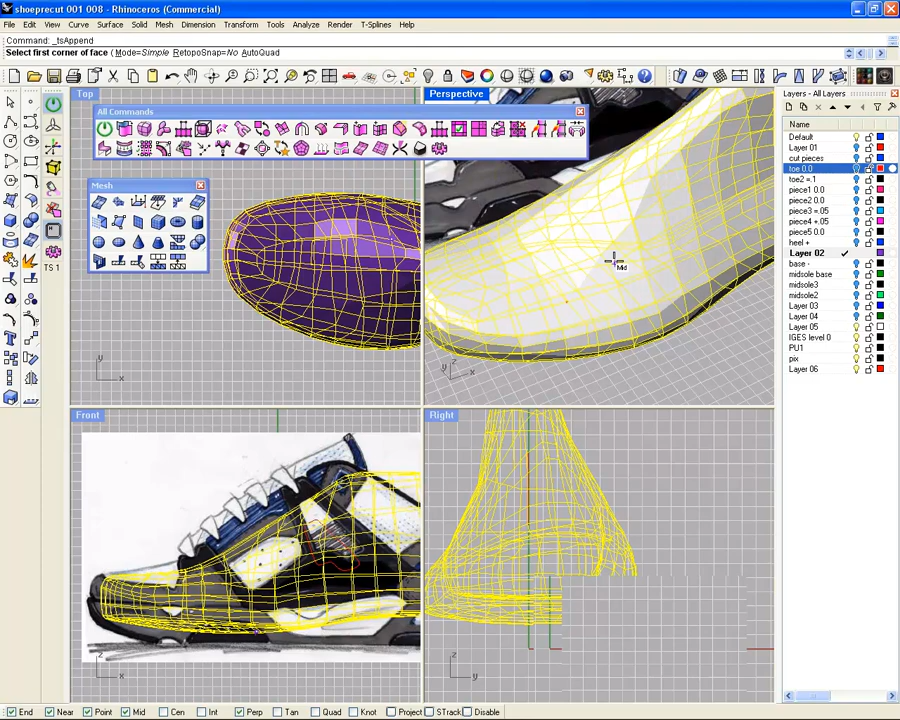 shoeprecut 001 008 - Rhinoceros (Commercial)
File Edit View Curve Surface Solid Mesh Dimension Transform Tools Analyze Render T-Splines Help
Command: _tsAppend
Select first corner of face ( Mode=Simple RetopoSnap=No AutoQuad
Top
Perspective
All Commands
Mesh
Mid
TS 1
y
x
z
y
x
Front
Right
z
x
z
y
Layers - All Layers
Name
Default
Layer 01
cut pieces
toe 0.0
toe2 =.1
piece1 0.0
piece2 0.0
piece3 =.05
piece4 +.05
piece5 0.0
heel +
Layer 02
base -
midsole base
midsole3
midsole2
Layer 03
Layer 04
Layer 05
IGES level 0
PU1
pix
Layer 06
End Near Point Mid Cen Int Perp Tan Quad Knot Project STrack Disable